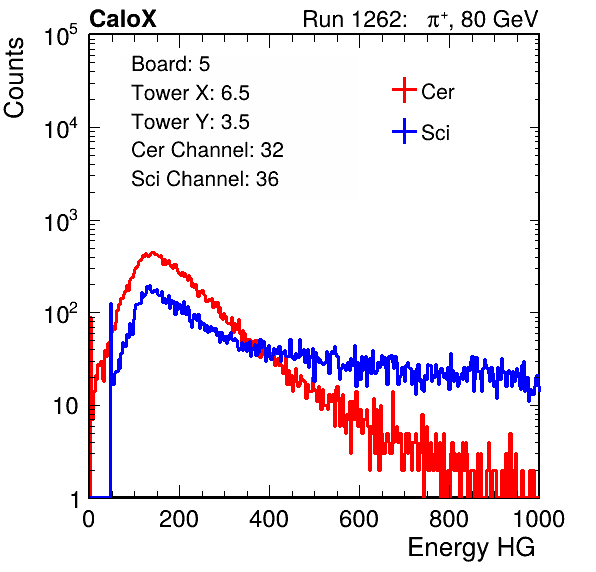 CaloX Run 1262: π⁺, 80 GeV
Counts
Board: 5
Tower X: 6.5
Tower Y: 3.5
Cer Channel: 32
Sci Channel: 36
Cer
Sci
10⁵
10⁴
10³
10²
10
1
0 200 400 600 800 1000
Energy HG